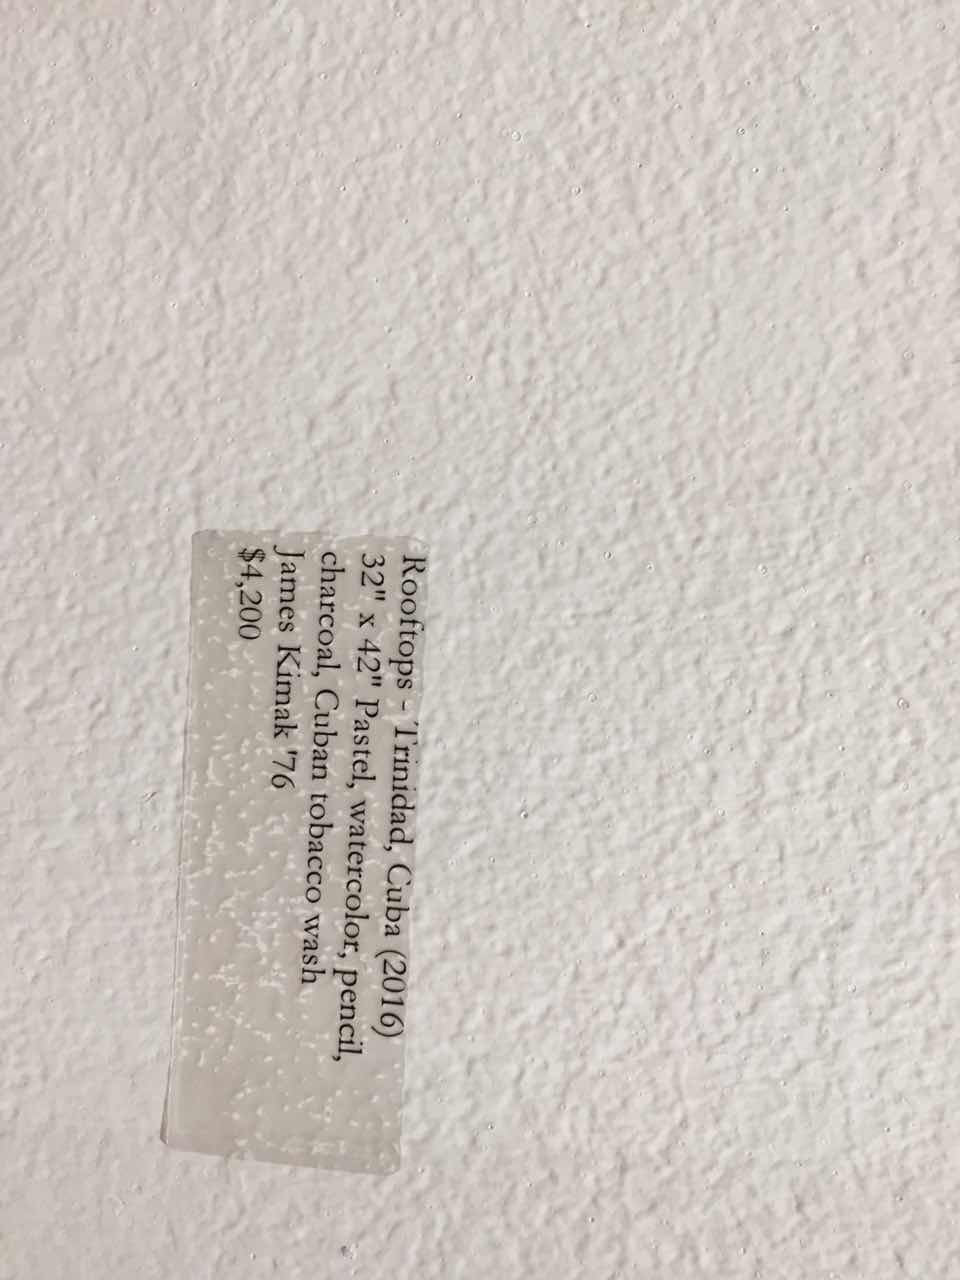 Rooftops - Trinidad, Cuba (2016)
32" x 42" Pastel, watercolor, pencil,
charcoal, Cuban tobacco wash
James Kimak '76
$4,200